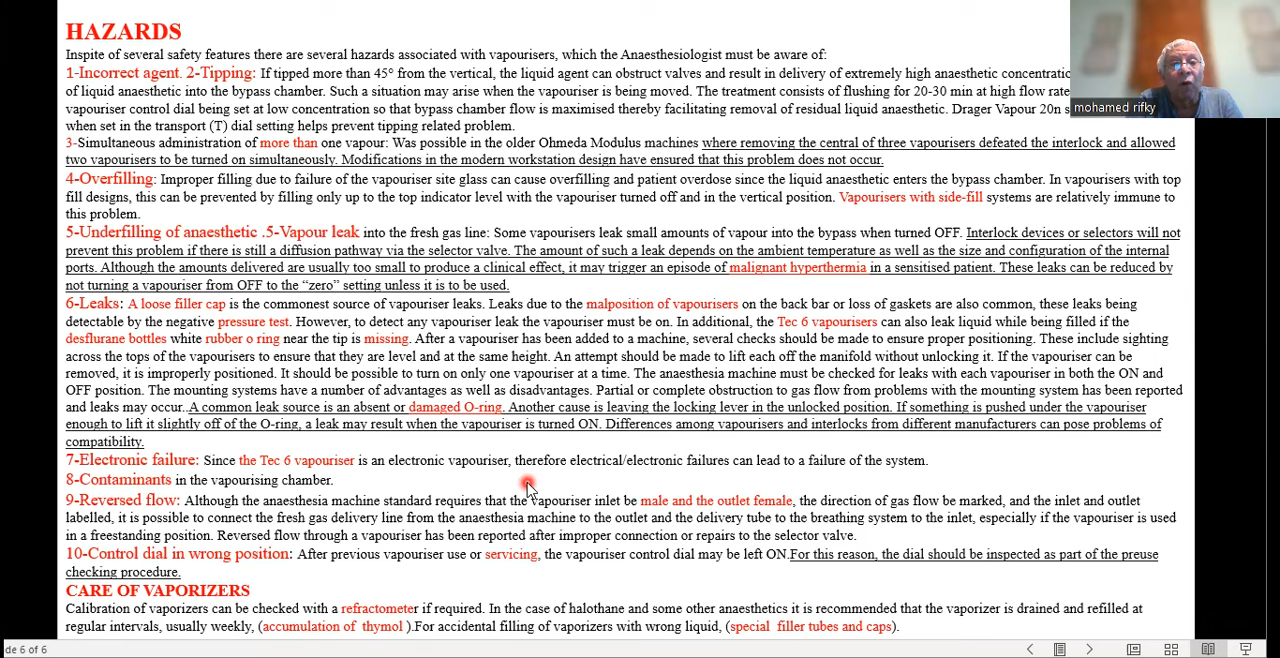 HAZARDS
Inspite of several safety features there are several hazards associated with vapourisers, which the Anaesthesiologist must be aware of:
1-Incorrect agent. 2-Tipping: If tipped more than 45° from the vertical, the liquid agent can obstruct valves and result in delivery of extremely high anaesthetic concentratio
of liquid anaesthetic into the bypass chamber. Such a situation may arise when the vapouriser is being moved. The treatment consists of flushing for 20-30 min at high flow rate
vapouriser control dial being set at low concentration so that bypass chamber flow is maximised thereby facilitating removal of residual liquid anaesthetic. Drager Vapour 20n s
when set in the transport (T) dial setting helps prevent tipping related problem.
3-Simultaneous administration of more than one vapour: Was possible in the older Ohmeda Modulus machines where removing the central of three vapourisers defeated the interlock and allowed
two vapourisers to be turned on simultaneously. Modifications in the modern workstation design have ensured that this problem does not occur.
4-Overfilling: Improper filling due to failure of the vapouriser site glass can cause overfilling and patient overdose since the liquid anaesthetic enters the bypass chamber. In vapourisers with top
fill designs, this can be prevented by filling only up to the top indicator level with the vapouriser turned off and in the vertical position. Vapourisers with side-fill systems are relatively immune to
this problem.
5-Underfilling of anaesthetic .5-Vapour leak into the fresh gas line: Some vapourisers leak small amounts of vapour into the bypass when turned OFF. Interlock devices or selectors will not
prevent this problem if there is still a diffusion pathway via the selector valve. The amount of such a leak depends on the ambient temperature as well as the size and configuration of the internal
ports. Although the amounts delivered are usually too small to produce a clinical effect, it may trigger an episode of malignant hyperthermia in a sensitised patient. These leaks can be reduced by
not turning a vapouriser from OFF to the “zero” setting unless it is to be used.
6-Leaks: A loose filler cap is the commonest source of vapouriser leaks. Leaks due to the malposition of vapourisers on the back bar or loss of gaskets are also common, these leaks being
detectable by the negative pressure test. However, to detect any vapouriser leak the vapouriser must be on. In additional, the Tec 6 vapourisers can also leak liquid while being filled if the
desflurane bottles white rubber o ring near the tip is missing. After a vapouriser has been added to a machine, several checks should be made to ensure proper positioning. These include sighting
across the tops of the vapourisers to ensure that they are level and at the same height. An attempt should be made to lift each off the manifold without unlocking it. If the vapouriser can be
removed, it is improperly positioned. It should be possible to turn on only one vapouriser at a time. The anaesthesia machine must be checked for leaks with each vapouriser in both the ON and
OFF position. The mounting systems have a number of advantages as well as disadvantages. Partial or complete obstruction to gas flow from problems with the mounting system has been reported
and leaks may occur..A common leak source is an absent or damaged O-ring. Another cause is leaving the locking lever in the unlocked position. If something is pushed under the vapouriser
enough to lift it slightly off of the O-ring, a leak may result when the vapouriser is turned ON. Differences among vapourisers and interlocks from different manufacturers can pose problems of
compatibility.
7-Electronic failure: Since the Tec 6 vapouriser is an electronic vapouriser, therefore electrical/electronic failures can lead to a failure of the system.
8-Contaminants in the vapourising chamber.
9-Reversed flow: Although the anaesthesia machine standard requires that the vapouriser inlet be male and the outlet female, the direction of gas flow be marked, and the inlet and outlet
labelled, it is possible to connect the fresh gas delivery line from the anaesthesia machine to the outlet and the delivery tube to the breathing system to the inlet, especially if the vapouriser is used
in a freestanding position. Reversed flow through a vapouriser has been reported after improper connection or repairs to the selector valve.
10-Control dial in wrong position: After previous vapouriser use or servicing, the vapouriser control dial may be left ON.For this reason, the dial should be inspected as part of the preuse
checking procedure.
CARE OF VAPORIZERS
Calibration of vaporizers can be checked with a refractometer if required. In the case of halothane and some other anaesthetics it is recommended that the vaporizer is drained and refilled at
regular intervals, usually weekly, (accumulation of thymol ).For accidental filling of vaporizers with wrong liquid, (special filler tubes and caps).
mohamed rifky
de 6 of 6